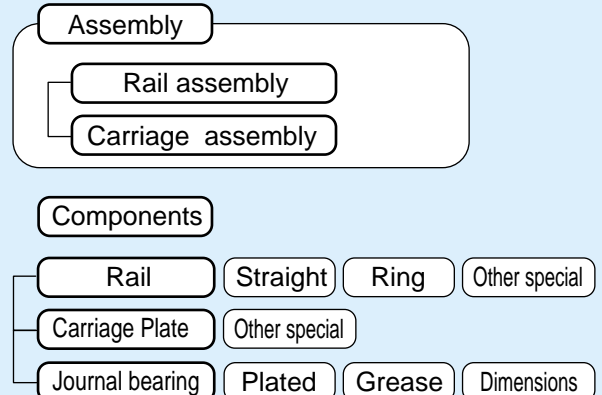 Assembly
Rail assembly
Carriage assembly
Components
Rail Straight Ring Other special
Carriage Plate Other special
Journal bearing Plated Grease Dimensions